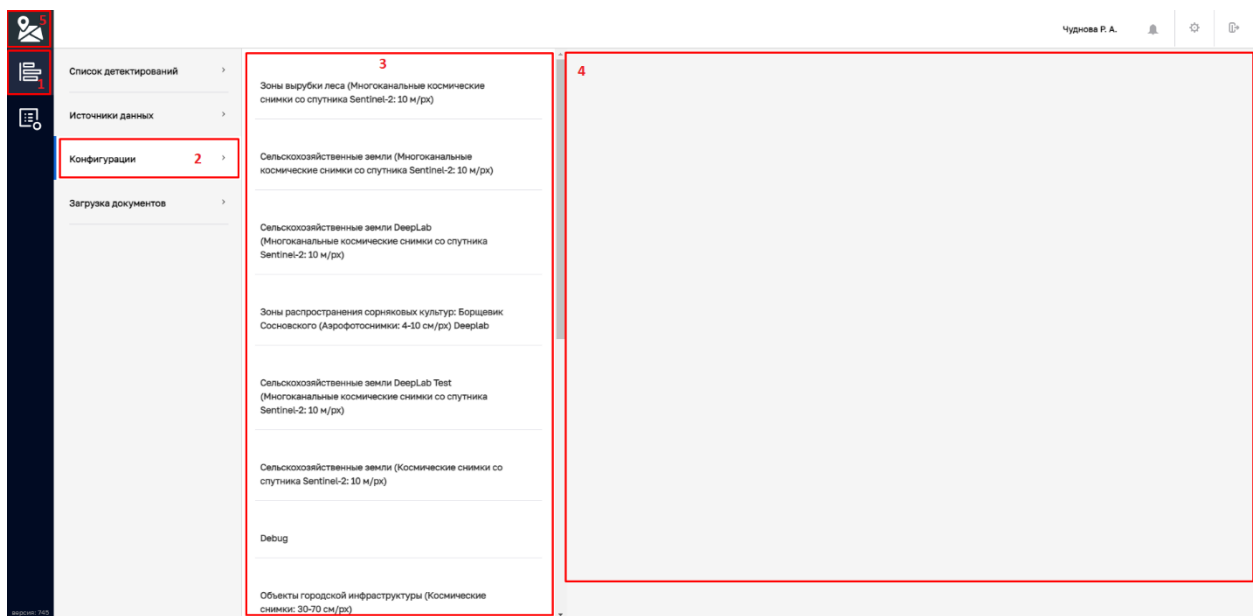 5
Чуднова Р. А.
1
Список детектирований
Источники данных
Конфигурации
2
Загрузка документов
3
Зоны вырубки леса (Многоканальные космические
снимки со спутника Sentinel-2: 10 м/px)
Сельскохозяйственные земли (Многоканальные
космические снимки со спутника Sentinel-2: 10 м/px)
Сельскохозяйственные земли DeepLab
(Многоканальные космические снимки со спутника
Sentinel-2: 10 м/px)
Зоны распространения сорняковых культур: Борщевик
Сосновского (Аэрофотоснимки: 4-10 см/px) Deeplab
Сельскохозяйственные земли DeepLab Test
(Многоканальные космические снимки со спутника
Sentinel-2: 10 м/px)
Сельскохозяйственные земли (Космические снимки со
спутника Sentinel-2: 10 м/px)
Debug
Объекты городской инфраструктуры (Космические
снимки: 30-70 см/px)
4
версия: 745